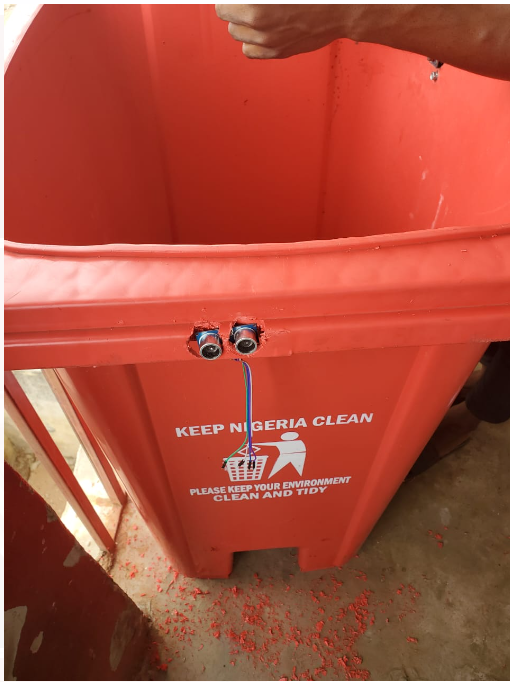 KEEP NIGERIA CLEAN
PLEASE KEEP YOUR ENVIRONMENT
CLEAN AND TIDY